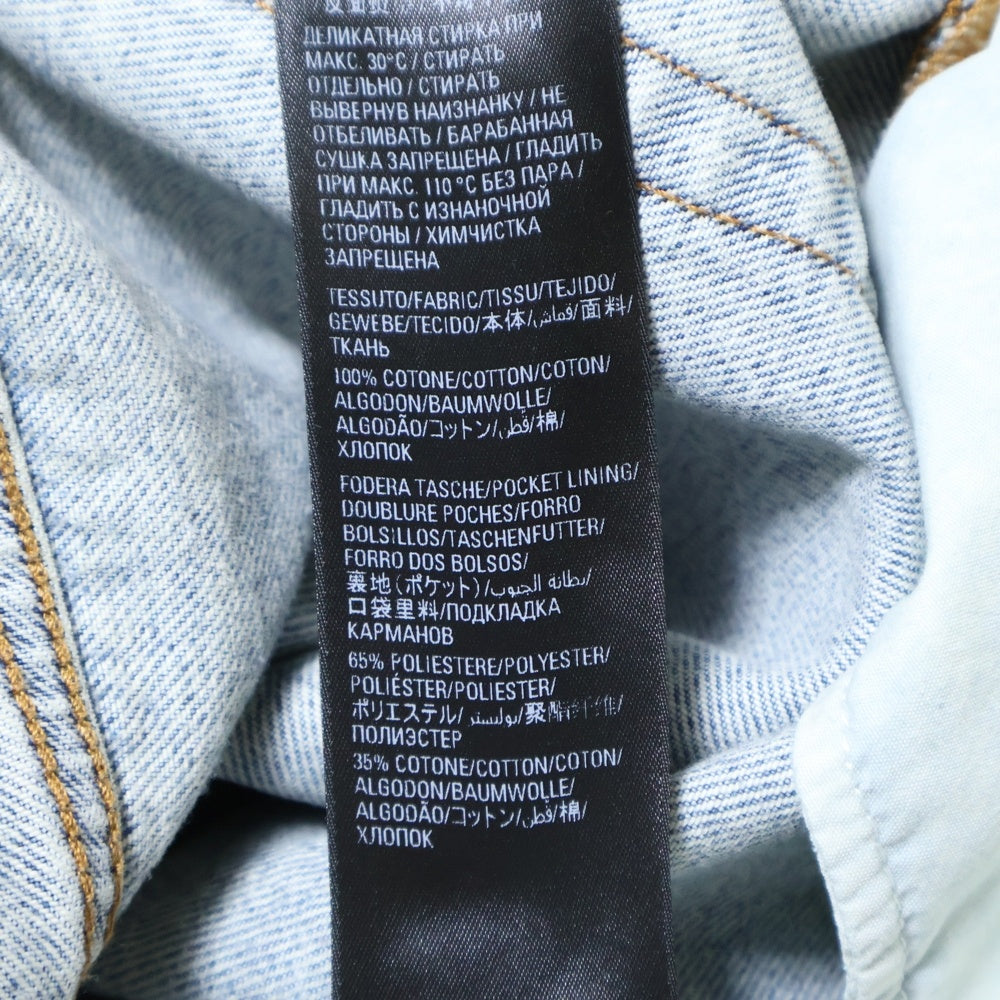 ДЕЛИКАТНАЯ СТИРКА ПРИ
МАКС. 30°C / СТИРАТЬ
ОТДЕЛЬНО / СТИРАТЬ
ВЫВЕРНУВ НАИЗНАНКУ / НЕ
ОТБЕЛИВАТЬ / БАРАБАННАЯ
СУШКА ЗАПРЕЩЕНА / ГЛАДИТЬ
ПРИ МАКС. 110 °C БЕЗ ПАРА /
ГЛАДИТЬ С ИЗНАНОЧНОЙ
СТОРОНЫ / ХИМЧИСТКА
ЗАПРЕЩЕНА
TESSUTO/FABRIC/TISSU/TEJIDO/
GEWEBE/TECIDO/本体/قماش/面料/
ТКАНЬ
100% COTONE/COTTON/COTON/
ALGODON/BAUMWOLLE/
ALGODÃO/コットン/قطن/棉/
ХЛОПОК
FODERA TASCHE/POCKET LINING/
DOUBLURE POCHES/FORRO
BOLSILLOS/TASCHENFUTTER/
FORRO DOS BOLSOS/
裏地(ポケット)/بطانة الجيوب/
口袋里料/ПОДКЛАДКА
КАРМАНОВ
65% POLIESTERE/POLYESTER/
POLIÉSTER/POLIESTER/
ポリエステル/بوليستر/聚酯纤维/
ПОЛИЭСТЕР
35% COTONE/COTTON/COTON/
ALGODON/BAUMWOLLE/
ALGODÃO/コットン/قطن/棉/
ХЛОПОК